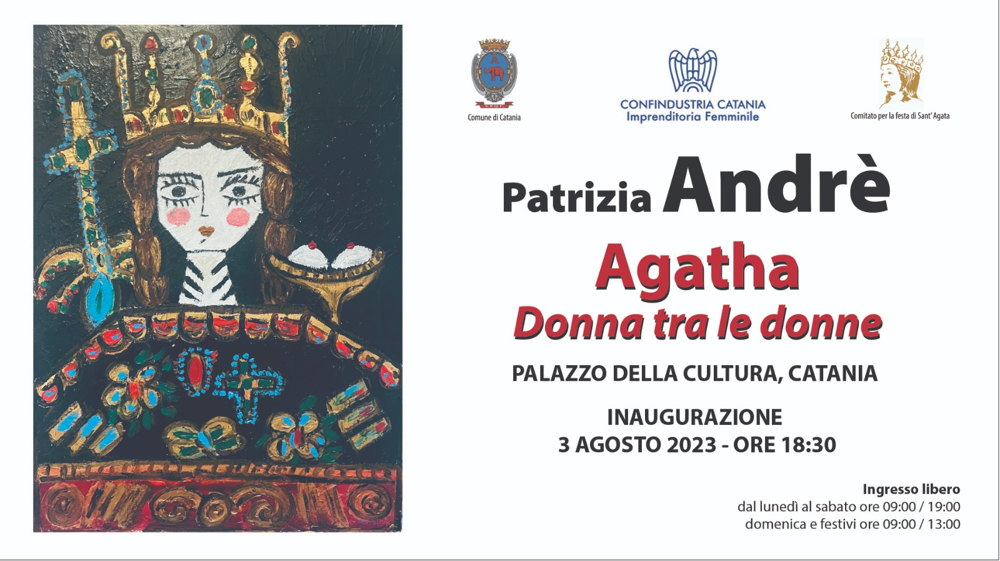 Comune di Catania
CONFINDUSTRIA CATANIA
Imprenditoria Femminile
Comitato per la festa di Sant'Agata
Patrizia Andrè
Agatha
Donna tra le donne
PALAZZO DELLA CULTURA, CATANIA
INAUGURAZIONE
3 AGOSTO 2023 - ORE 18:30
Ingresso libero
dal lunedì al sabato ore 09:00 / 19:00
domenica e festivi ore 09:00 / 13:00